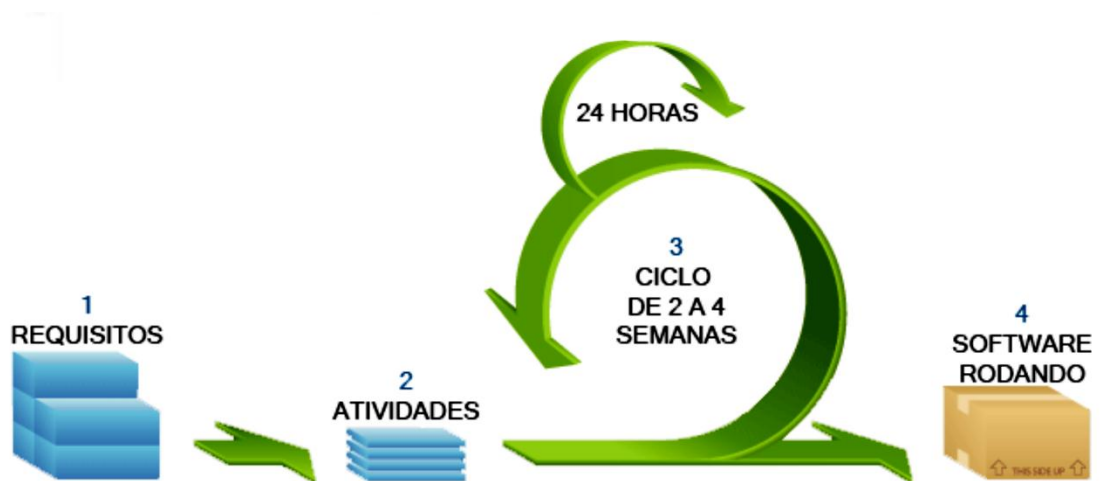 1
REQUISITOS
2
ATIVIDADES
24 HORAS
3
CICLO
DE 2 A 4
SEMANAS
4
SOFTWARE
RODANDO
THIS SIDE UP